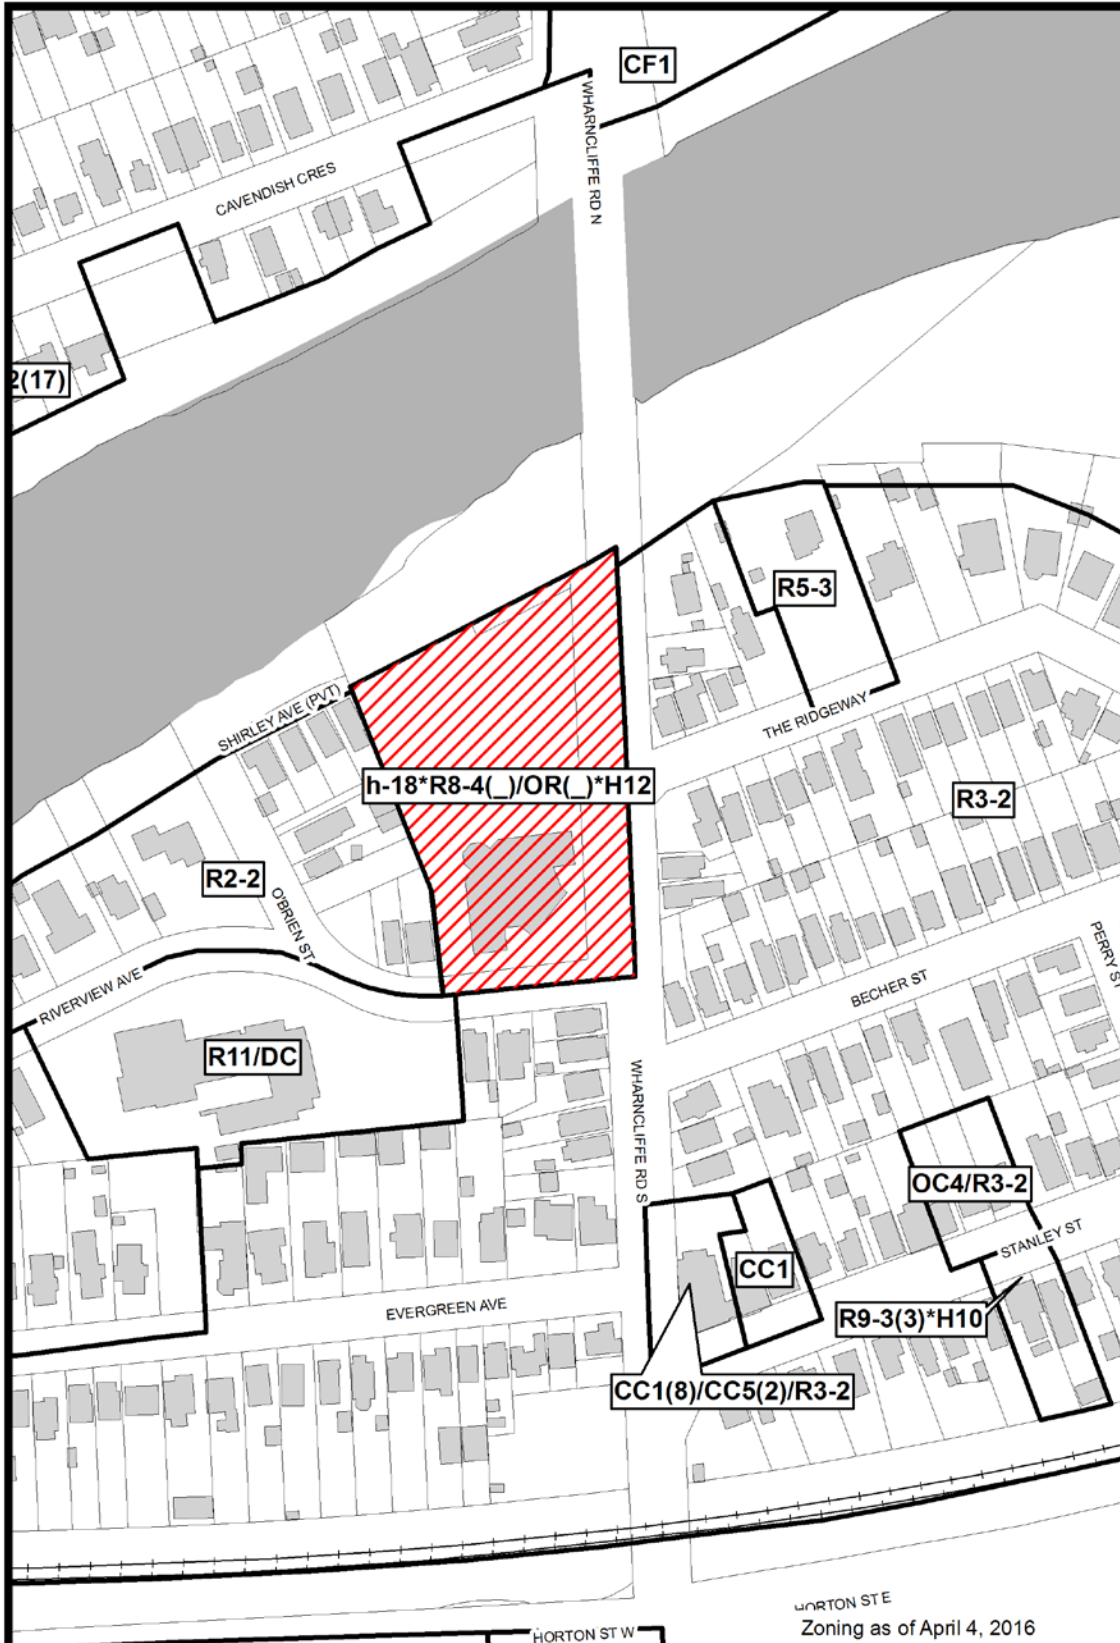 CF1
WHARNCLIFFE RD N
CAVENDISH CRES
2(17)
R5-3
SHIRLEY AVE (PVT)
THE RIDGEWAY
h-18*R8-4(_)/OR(_)*H12
R3-2
R2-2
O'BRIEN ST
PERRY ST
RIVERVIEW AVE
BECHER ST
R11/DC
WHARNCLIFFE RD S
OC4/R3-2
STANLEY ST
CC1
EVERGREEN AVE
R9-3(3)*H10
CC1(8)/CC5(2)/R3-2
HORTON ST E
Zoning as of April 4, 2016
HORTON ST W